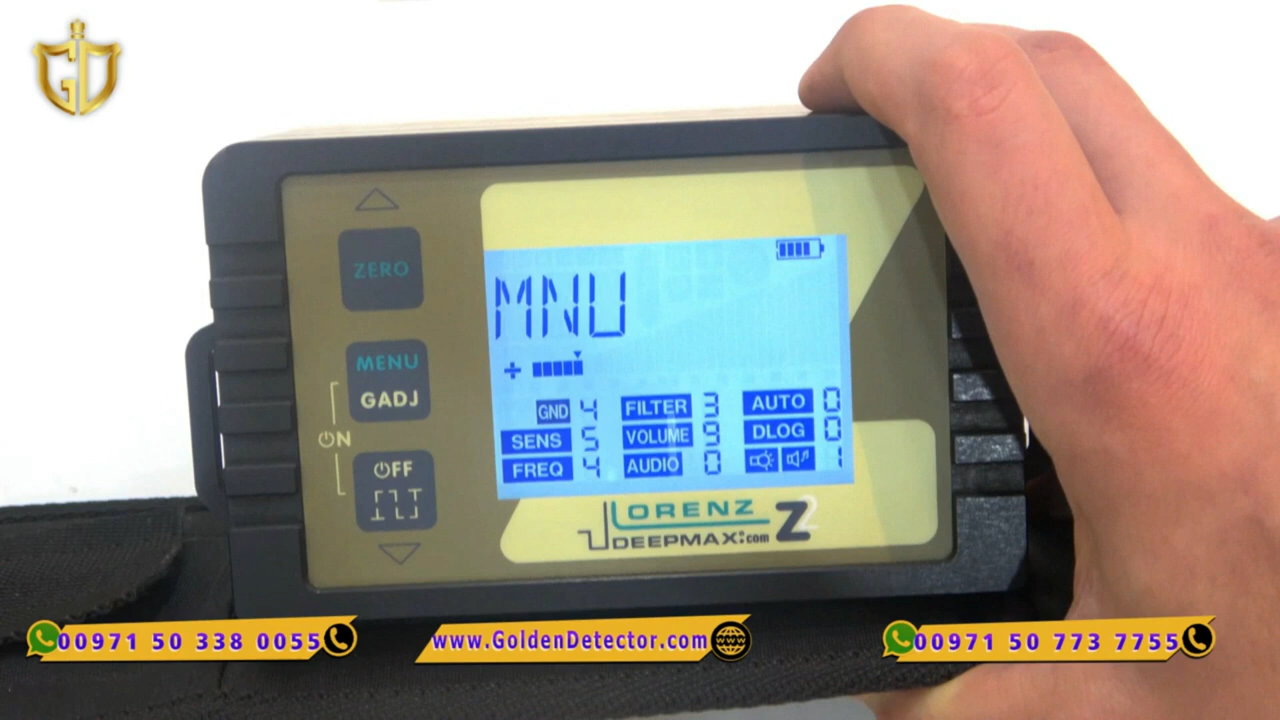 GD
ZERO
MENU
GADJ
ON
OFF
MNU
+
GND 4 FILTER 3 AUTO 0
SENS 5 VOLUME 9 DLOG 0
FREQ 4 AUDIO 0 1
LORENZ
DEEPMAX:com Z2
00971 50 338 0055
www.GoldenDetector.com
00971 50 773 7755